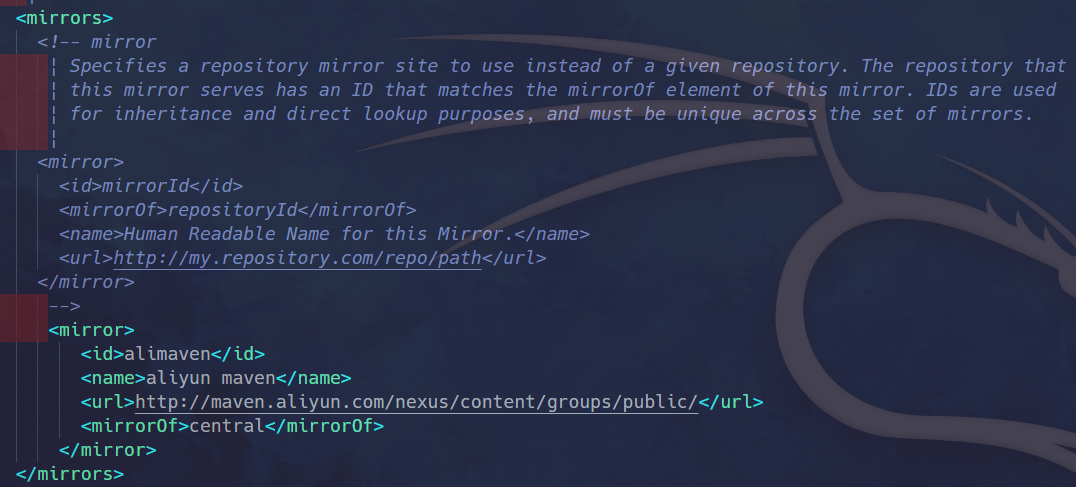 <mirrors>
<!-- mirror
| Specifies a repository mirror site to use instead of a given repository. The repository that
| this mirror serves has an ID that matches the mirrorOf element of this mirror. IDs are used
| for inheritance and direct lookup purposes, and must be unique across the set of mirrors.
|
<mirror>
<id>mirrorId</id>
<mirrorOf>repositoryId</mirrorOf>
<name>Human Readable Name for this Mirror.</name>
<url>http://my.repository.com/repo/path</url>
</mirror>
-->
<mirror>
<id>alimaven</id>
<name>aliyun maven</name>
<url>http://maven.aliyun.com/nexus/content/groups/public/</url>
<mirrorOf>central</mirrorOf>
</mirror>
</mirrors>